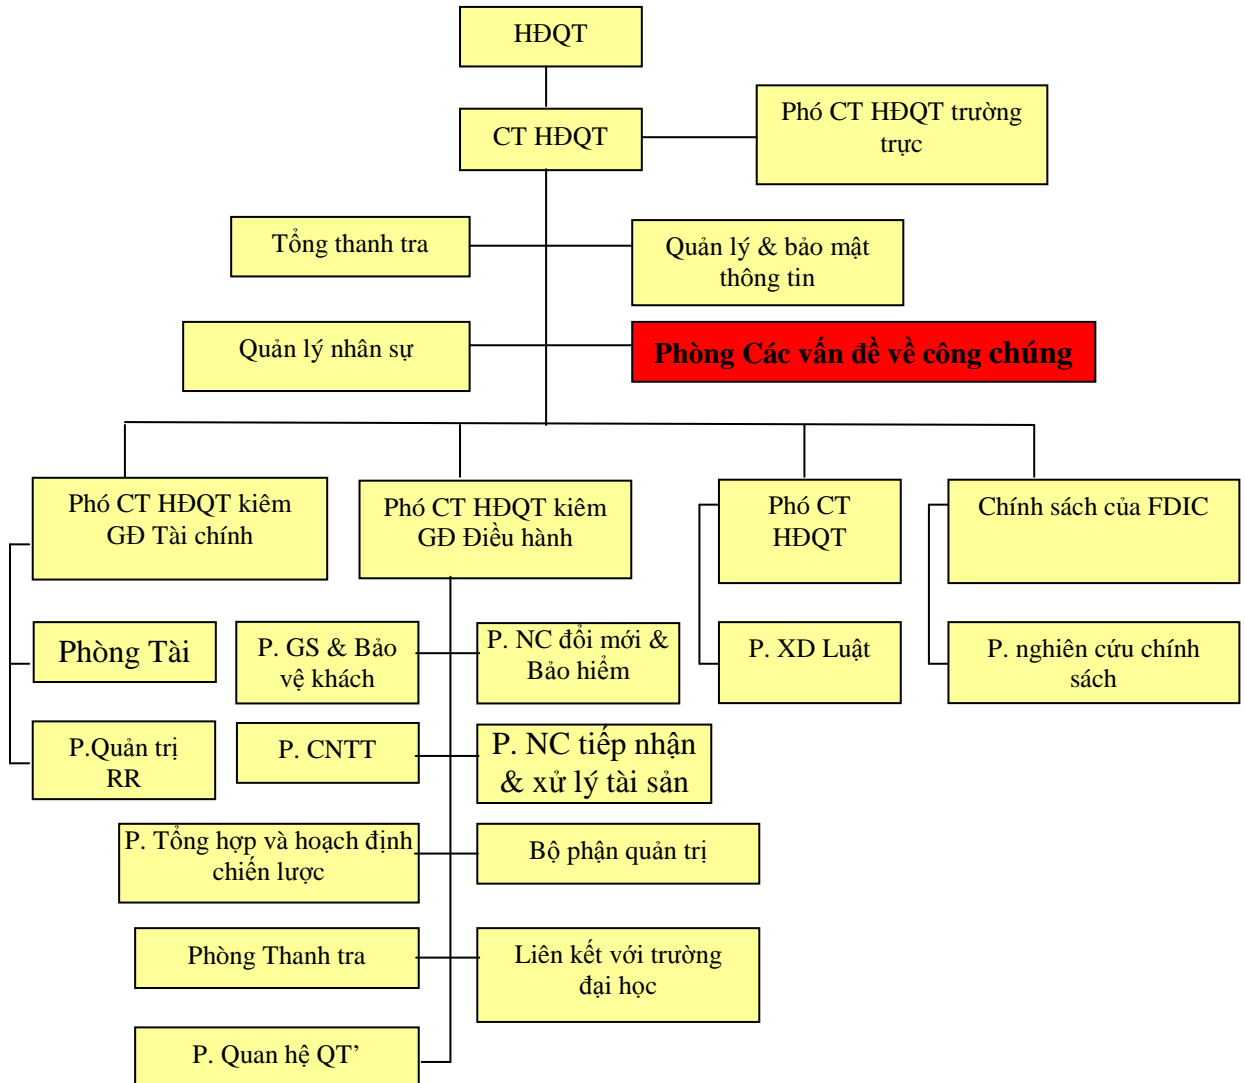 HĐQT
CT HĐQT
Phó CT HĐQT trường
trực
Tổng thanh tra
Quản lý & bảo mật
thông tin
Quản lý nhân sự
Phòng Các vấn đề về công chúng
Phó CT HĐQT kiêm
GĐ Tài chính
Phó CT HĐQT kiêm
GĐ Điều hành
Phó CT
HĐQT
Chính sách của FDIC
Phòng Tài
P. GS & Bảo
vệ khách
P. NC đổi mới &
Bảo hiểm
P. XD Luật
P. nghiên cứu chính
sách
P.Quản trị
RR
P. CNTT
P. NC tiếp nhận
& xử lý tài sản
P. Tổng hợp và hoạch định
chiến lược
Bộ phận quản trị
Phòng Thanh tra
Liên kết với trường
đại học
P. Quan hệ QT’